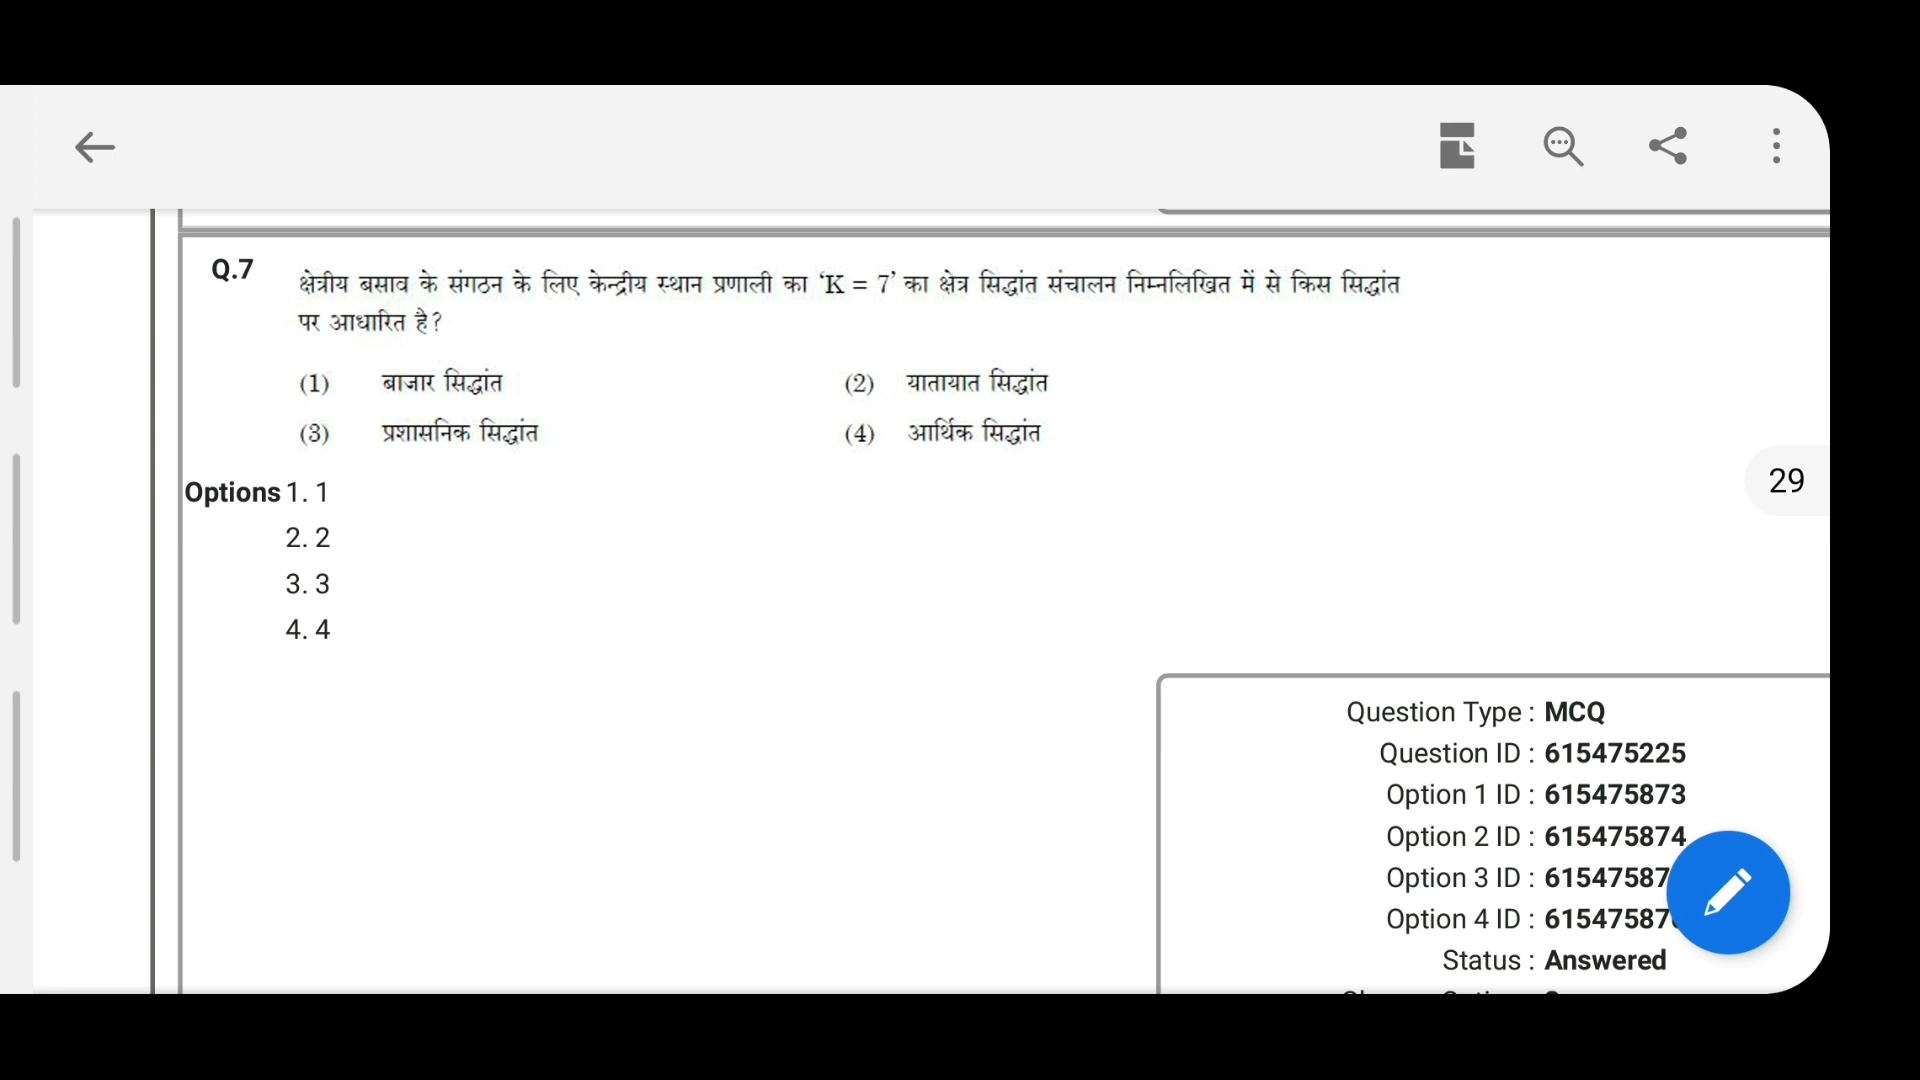 Q.7 क्षेत्रीय बसाव के संगठन के लिए केन्द्रीय स्थान प्रणाली का ‘K = 7’ का क्षेत्र सिद्धांत संचालन निम्नलिखित में से किस सिद्धांत
पर आधारित है?
(1) बाजार सिद्धांत (2) यातायात सिद्धांत
(3) प्रशासनिक सिद्धांत (4) आर्थिक सिद्धांत
Options 1. 1
29
2. 2
3. 3
4. 4
Question Type : MCQ
Question ID : 615475225
Option 1 ID : 615475873
Option 2 ID : 615475874
Option 3 ID : 61547587
Option 4 ID : 61547587
Status : Answered